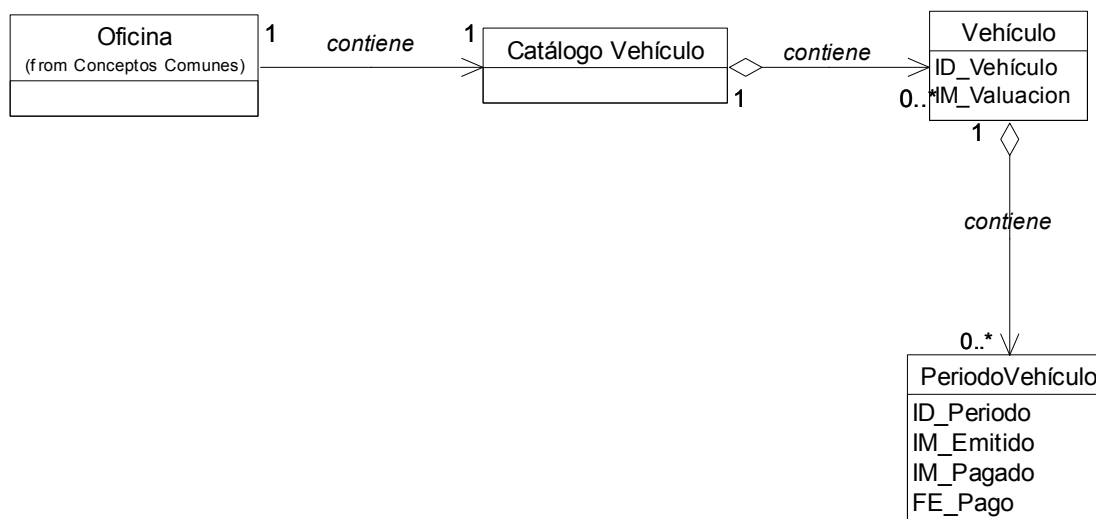 Oficina
(from Conceptos Comunes)
1
contiene
1
Catálogo Vehículo
1
contiene
0..*
Vehículo
ID_Vehículo
IM_Valuacion
1
contiene
0..*
PeriodoVehículo
ID_Periodo
IM_Emitido
IM_Pagado
FE_Pago